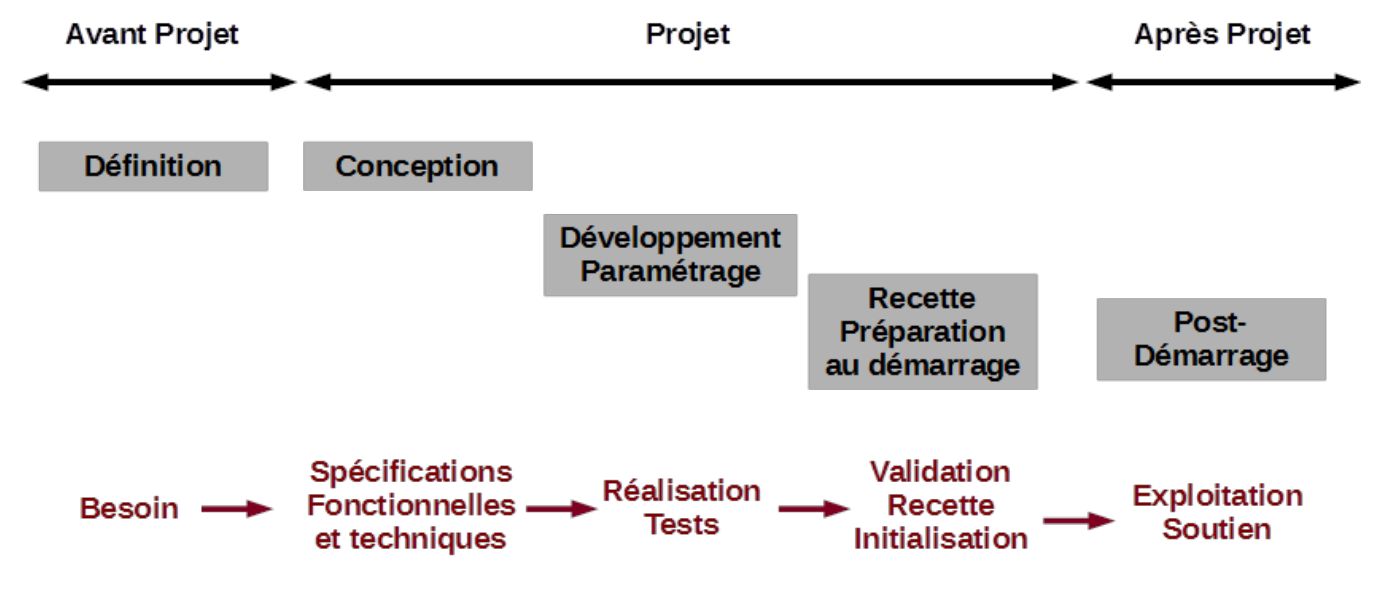 Avant Projet
Projet
Après Projet
Définition
Conception
Développement
Paramétrage
Recette
Préparation
au démarrage
Post-
Démarrage
Besoin
Spécifications
Fonctionnelles
et techniques
Réalisation
Tests
Validation
Recette
Initialisation
Exploitation
Soutien